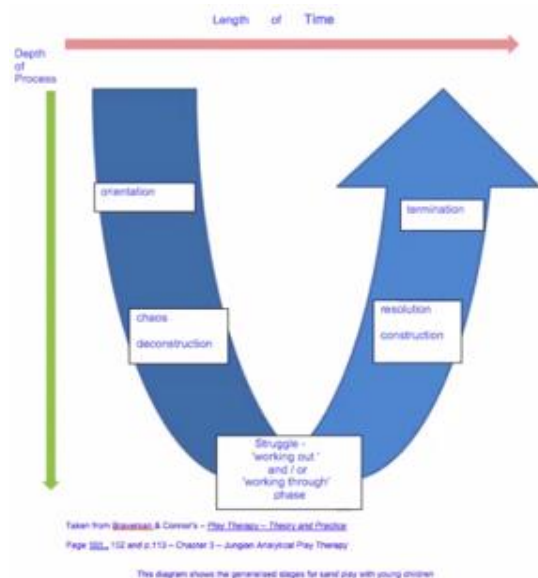 Length of Time
Depth
of
Process
orientation
termination
chaos
deconstruction
resolution
construction
Struggle -
'working out '
and / or
'working through'
phase
Taken from & Connor's – Play Therapy – Theory and Practice
Page 102 and p.113 – Chapter 3 – Jungian Analytical Play Therapy
This diagram shows the generalised stages for sand play with young children